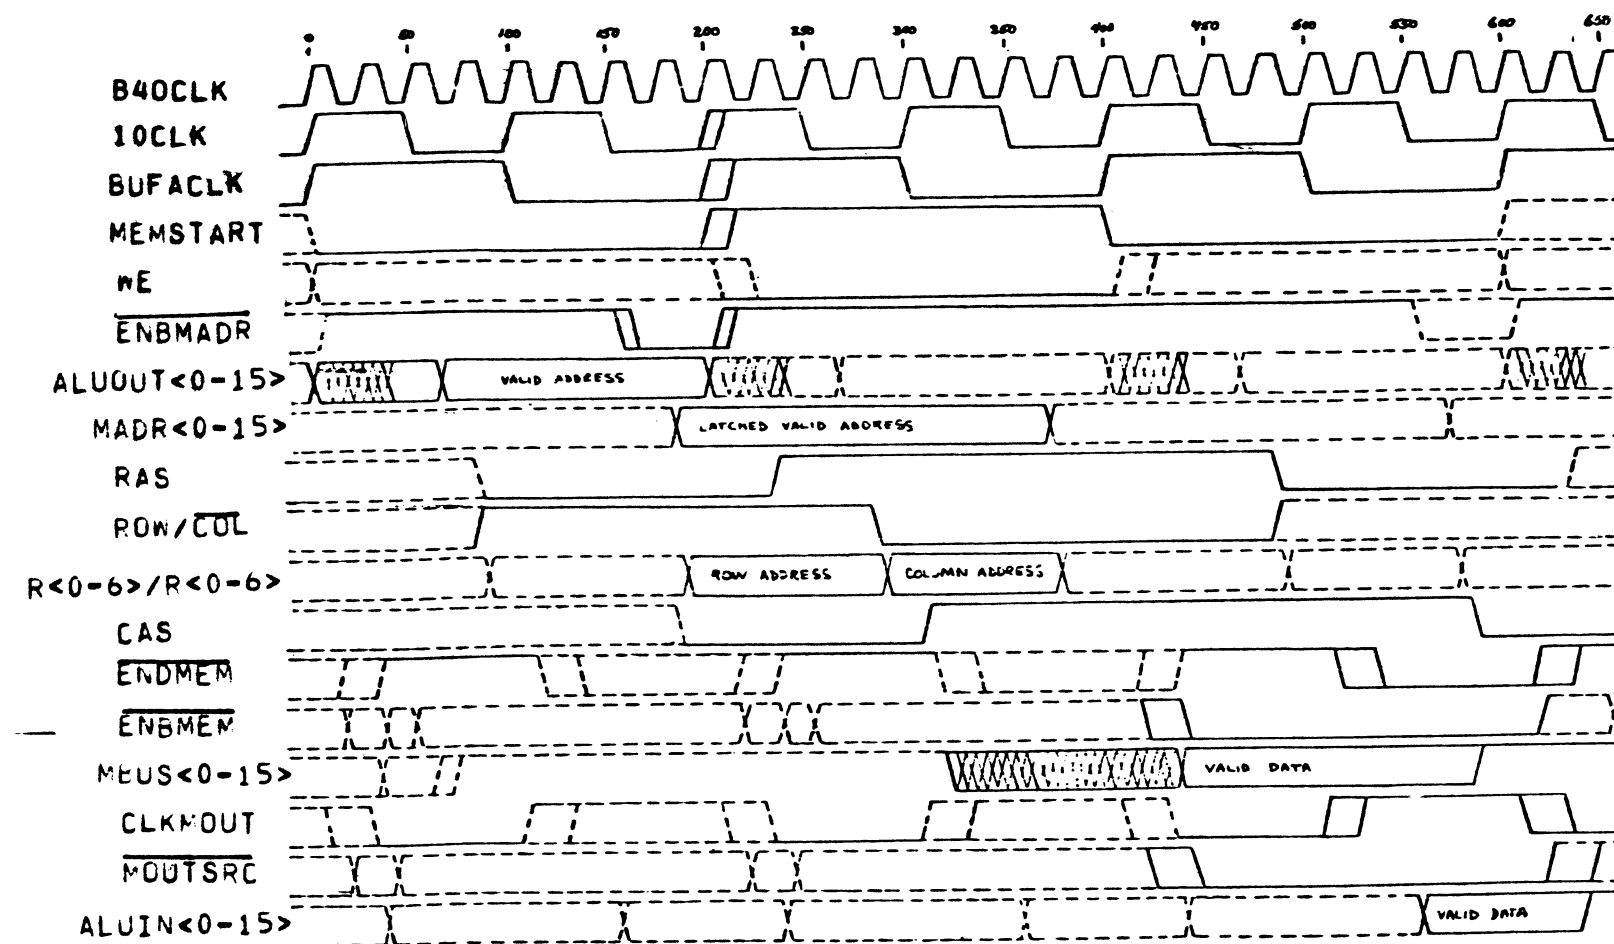 0 50 100 150 200 250 300 350 400 450 500 550 600 650
B40CLK
10CLK
BUFACLK
MEMSTART
WE
ENBMADR
ALUOUT<0-15> VALID ADDRESS
MADR<0-15> LATCHED VALID ADDRESS
RAS
ROW/COL
R<0-6>/R<0-6> ROW ADDRESS COLUMN ADDRESS
CAS
ENDMEM
ENBMEM
MBUS<0-15> VALID DATA
CLKMOUT
MOUTSRC
ALUIN<0-15> VALID DATA